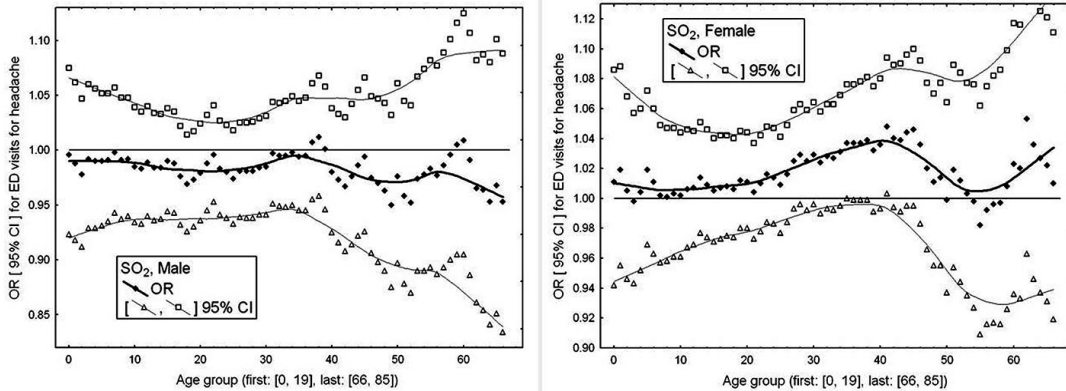 OR [ 95% CI ] for ED visits for headache
1.10
1.05
1.00
0.95
0.90
0.85
SO2, Male
OR
[ , ] 95% CI
0 10 20 30 40 50 60
Age group (first: [0, 19], last: [66, 85])
OR [ 95% CI ] for ED visits for headache
1.12
1.10
1.08
1.06
1.04
1.02
1.00
0.98
0.96
0.94
0.92
0.90
SO2, Female
OR
[ , ] 95% CI
0 10 20 30 40 50 60
Age group (first: [0, 19], last: [66, 85])